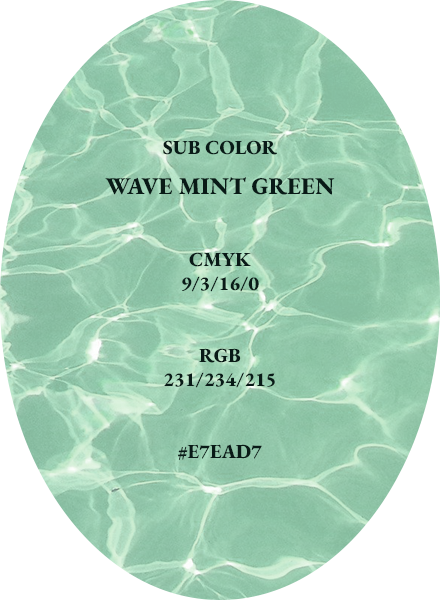 SUB COLOR
WAVE MINT GREEN
CMYK
9/3/16/0
RGB
231/234/215
#E7EAD7